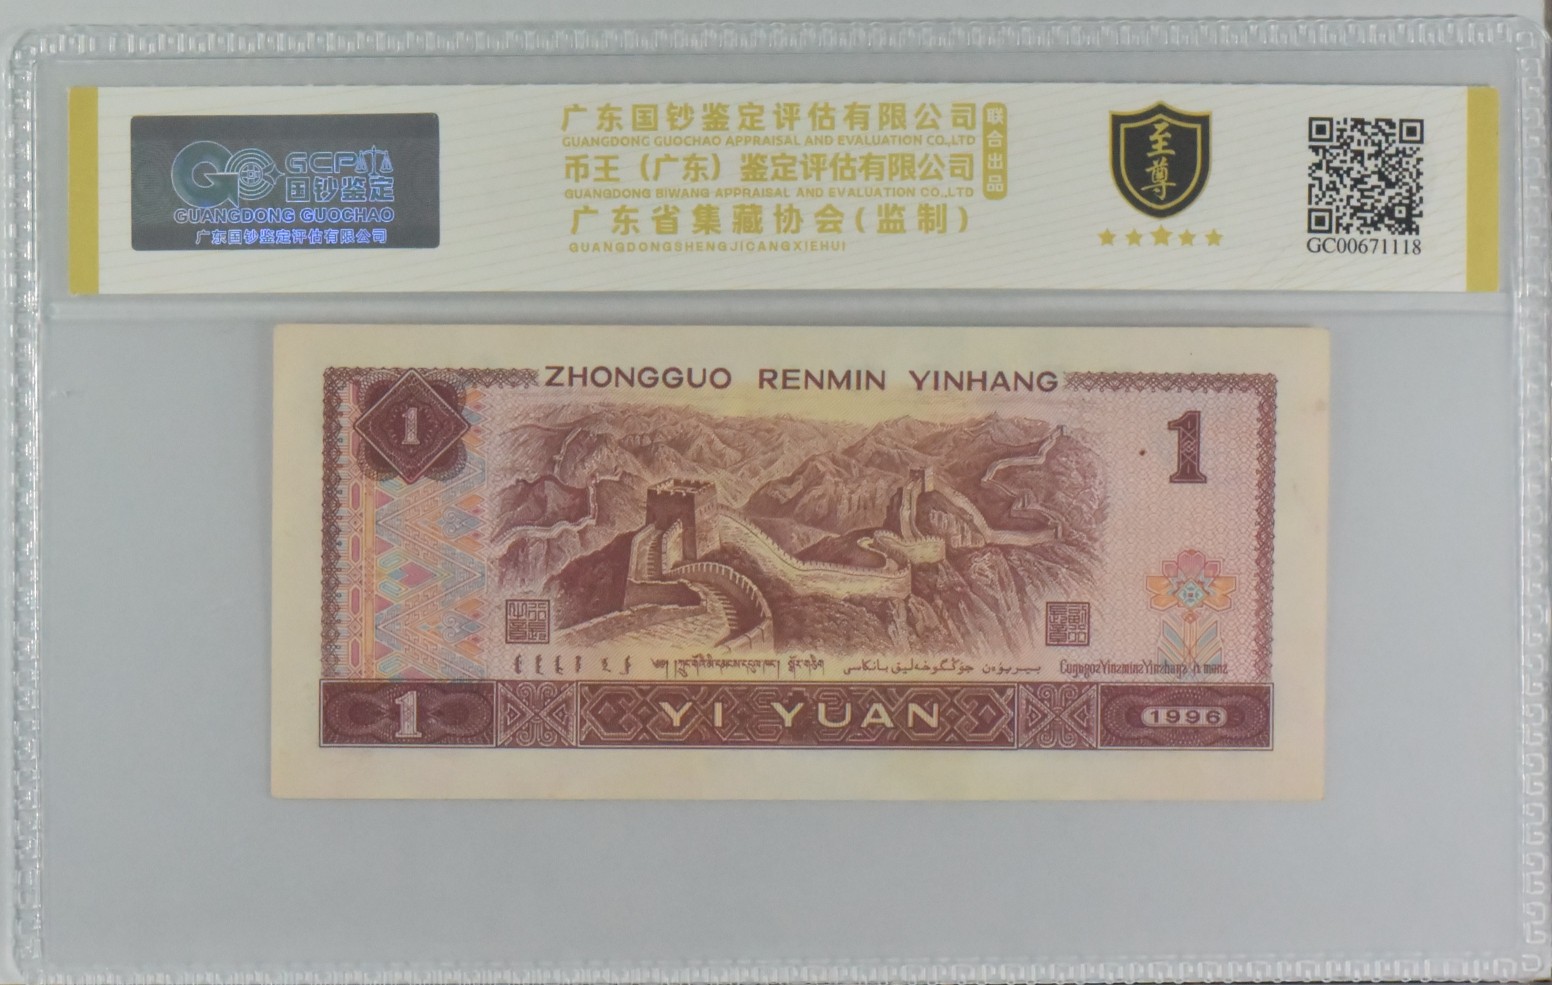 GCP
国钞鉴定
GUANGDONG GUOCHAO
广东国钞鉴定评估有限公司
广东国钞鉴定评估有限公司
GUANGDONG GUOCHAO APPRAISAL AND EVALUATION CO.,LTD
币王（广东）鉴定评估有限公司
GUANGDONG BIWANG APPRAISAL AND EVALUATION CO.,LTD
广东省集藏协会(监制)
GUANGDONGSHENGJICANGXIEHUI
联合出品
至尊
GC00671118
ZHONGGUO RENMIN YINHANG
1
1
1
YI YUAN
1996